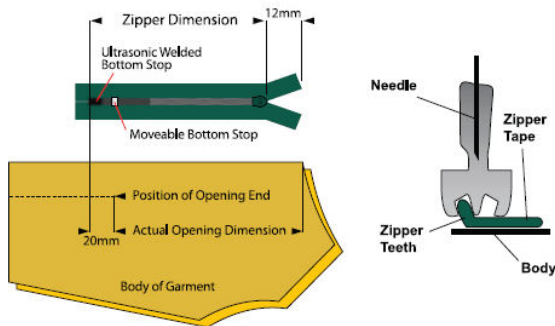 Zipper Dimension
12mm
Ultrasonic Welded
Bottom Stop
Moveable Bottom Stop
Position of Opening End
20mm
Actual Opening Dimension
Body of Garment
Needle
Zipper
Tape
Zipper
Teeth
Body